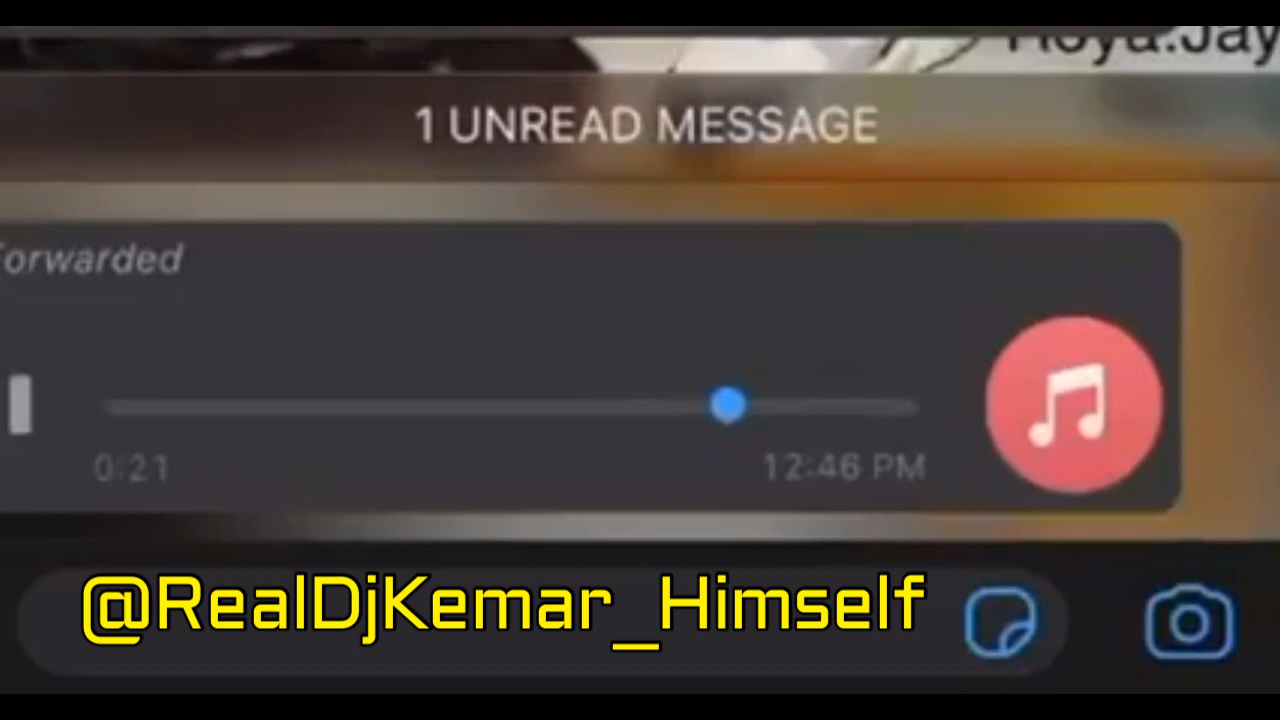 1 UNREAD MESSAGE
Forwarded
0:21
12:46 PM
@RealDjKemar_Himself